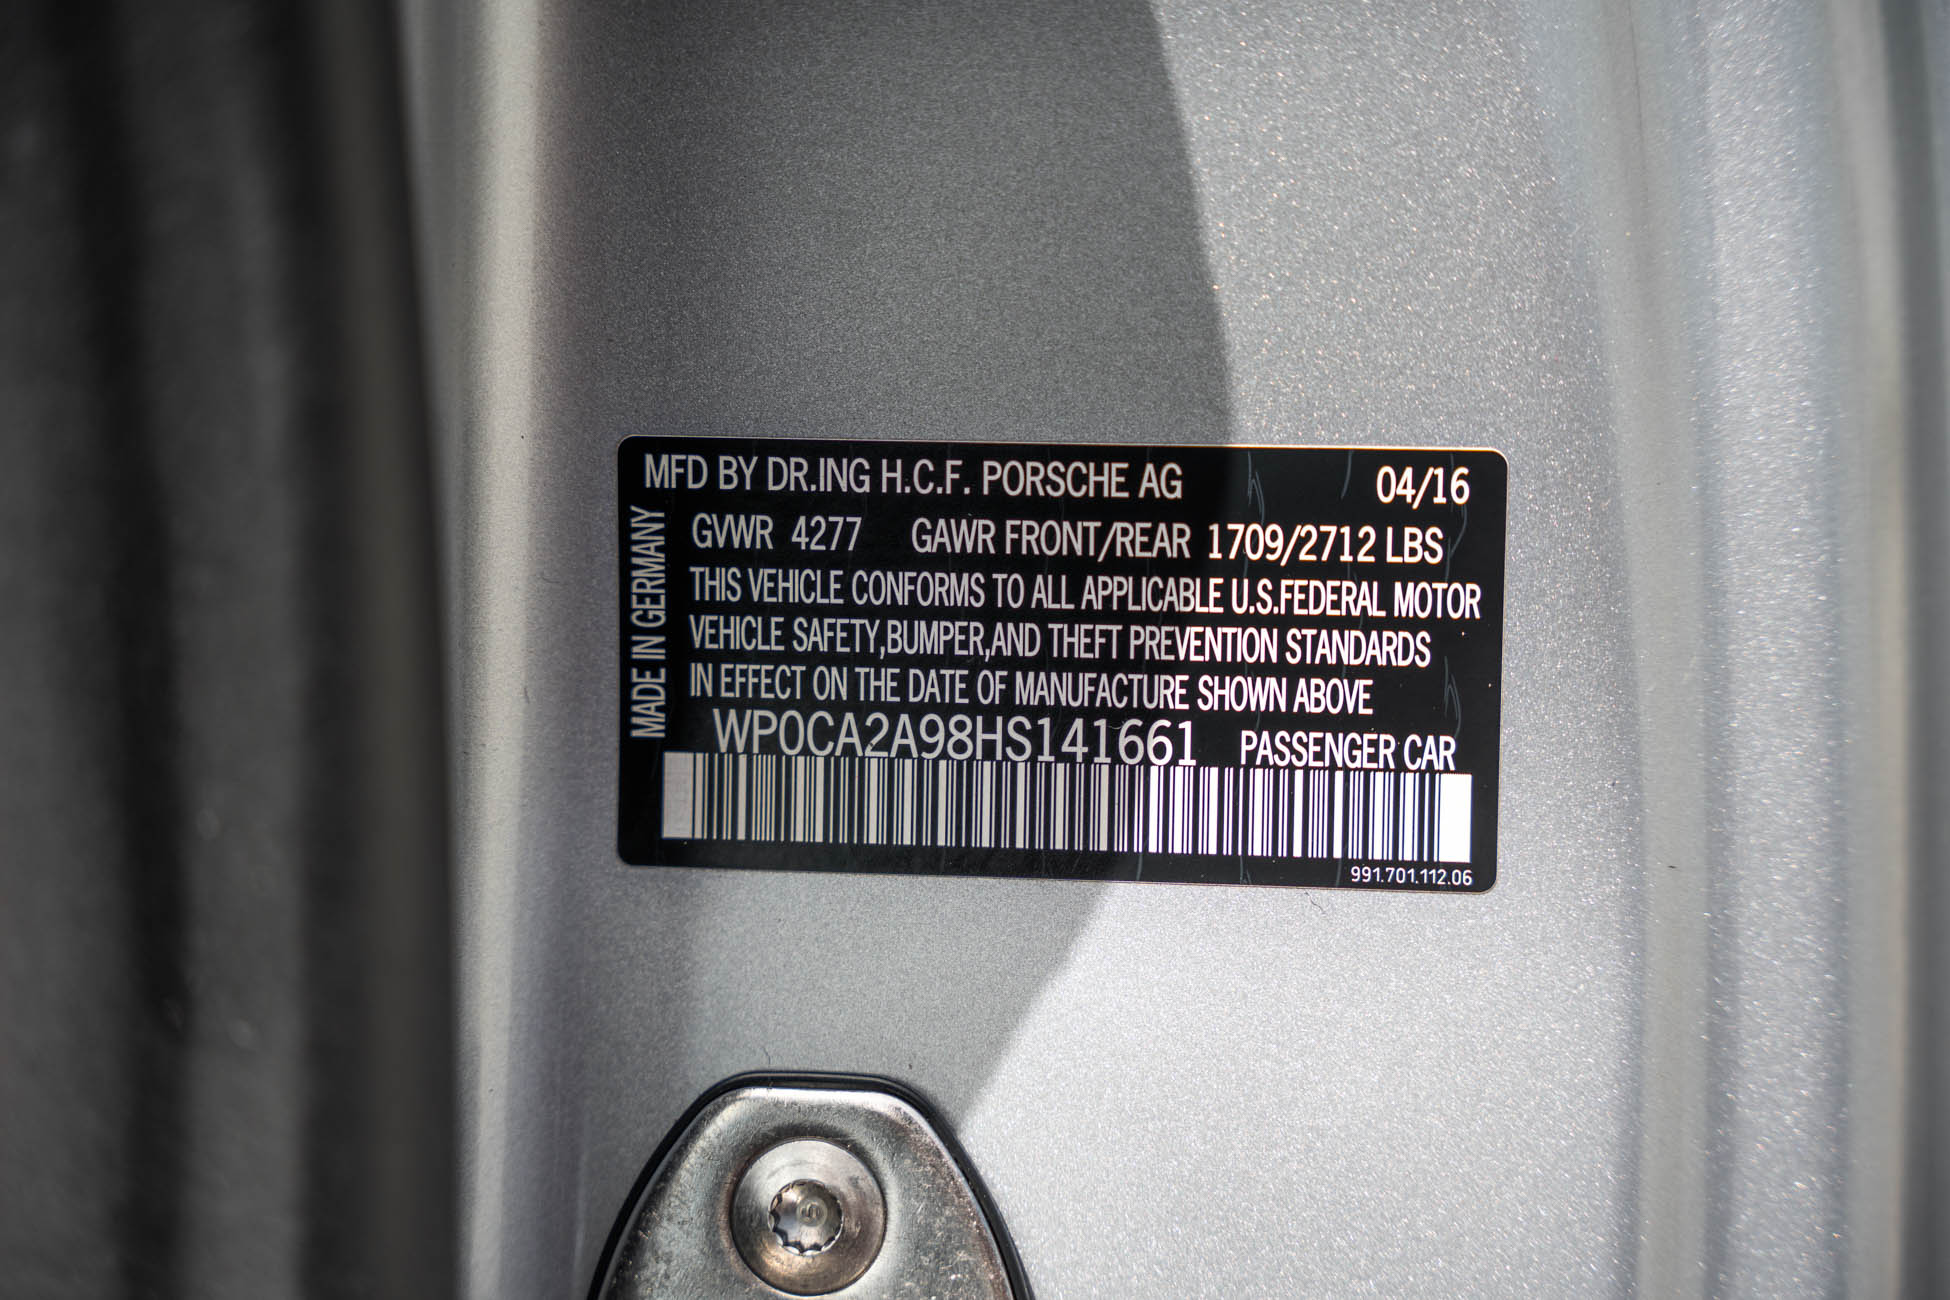 MFD BY DR.ING H.C.F. PORSCHE AG 04/16
GVWR 4277 GAWR FRONT/REAR 1709/2712 LBS
THIS VEHICLE CONFORMS TO ALL APPLICABLE U.S.FEDERAL MOTOR
VEHICLE SAFETY,BUMPER,AND THEFT PREVENTION STANDARDS
IN EFFECT ON THE DATE OF MANUFACTURE SHOWN ABOVE
WP0CA2A98HS141661 PASSENGER CAR
991.701.112.06
MADE IN GERMANY